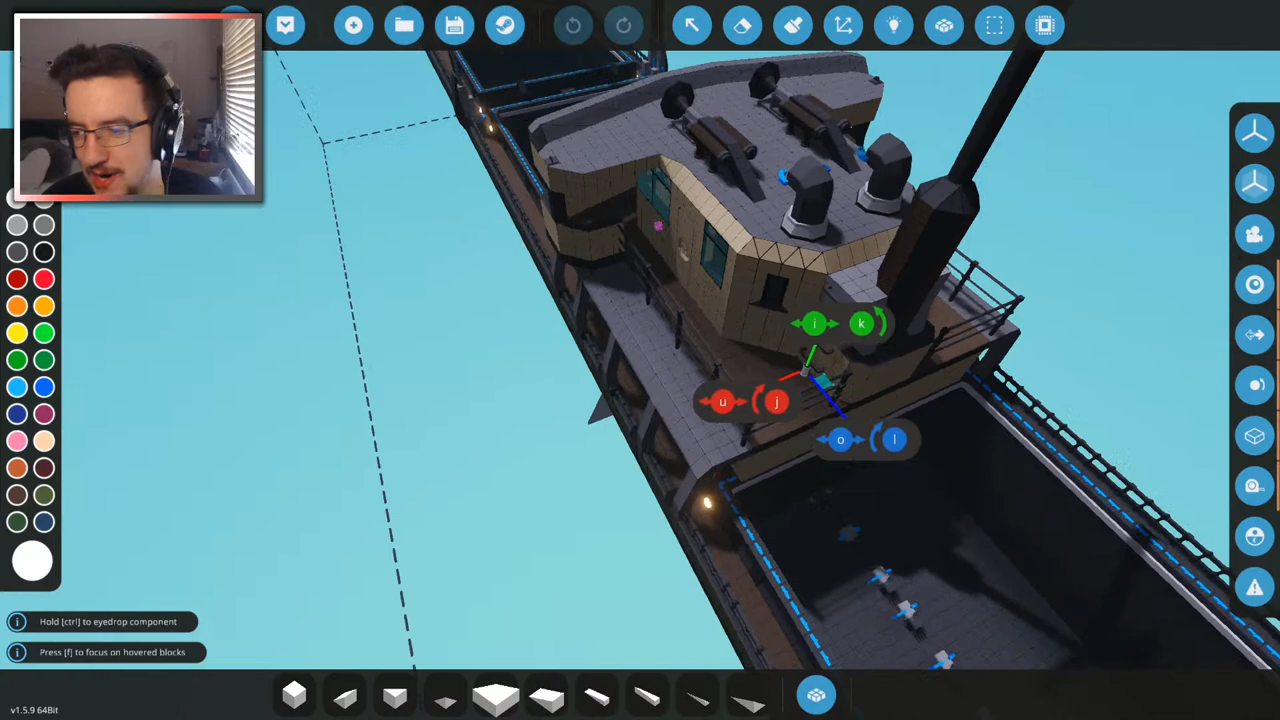 i k
u j
o l
Hold [ctrl] to eyedrop component
Press [f] to focus on hovered blocks
v1.5.9 64Bit